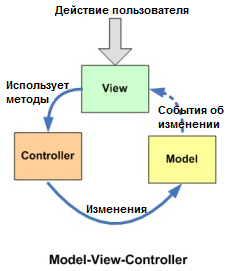 Действие пользователя
Использует
методы
View
События об
изменении
Controller
Model
Изменения
Model-View-Controller